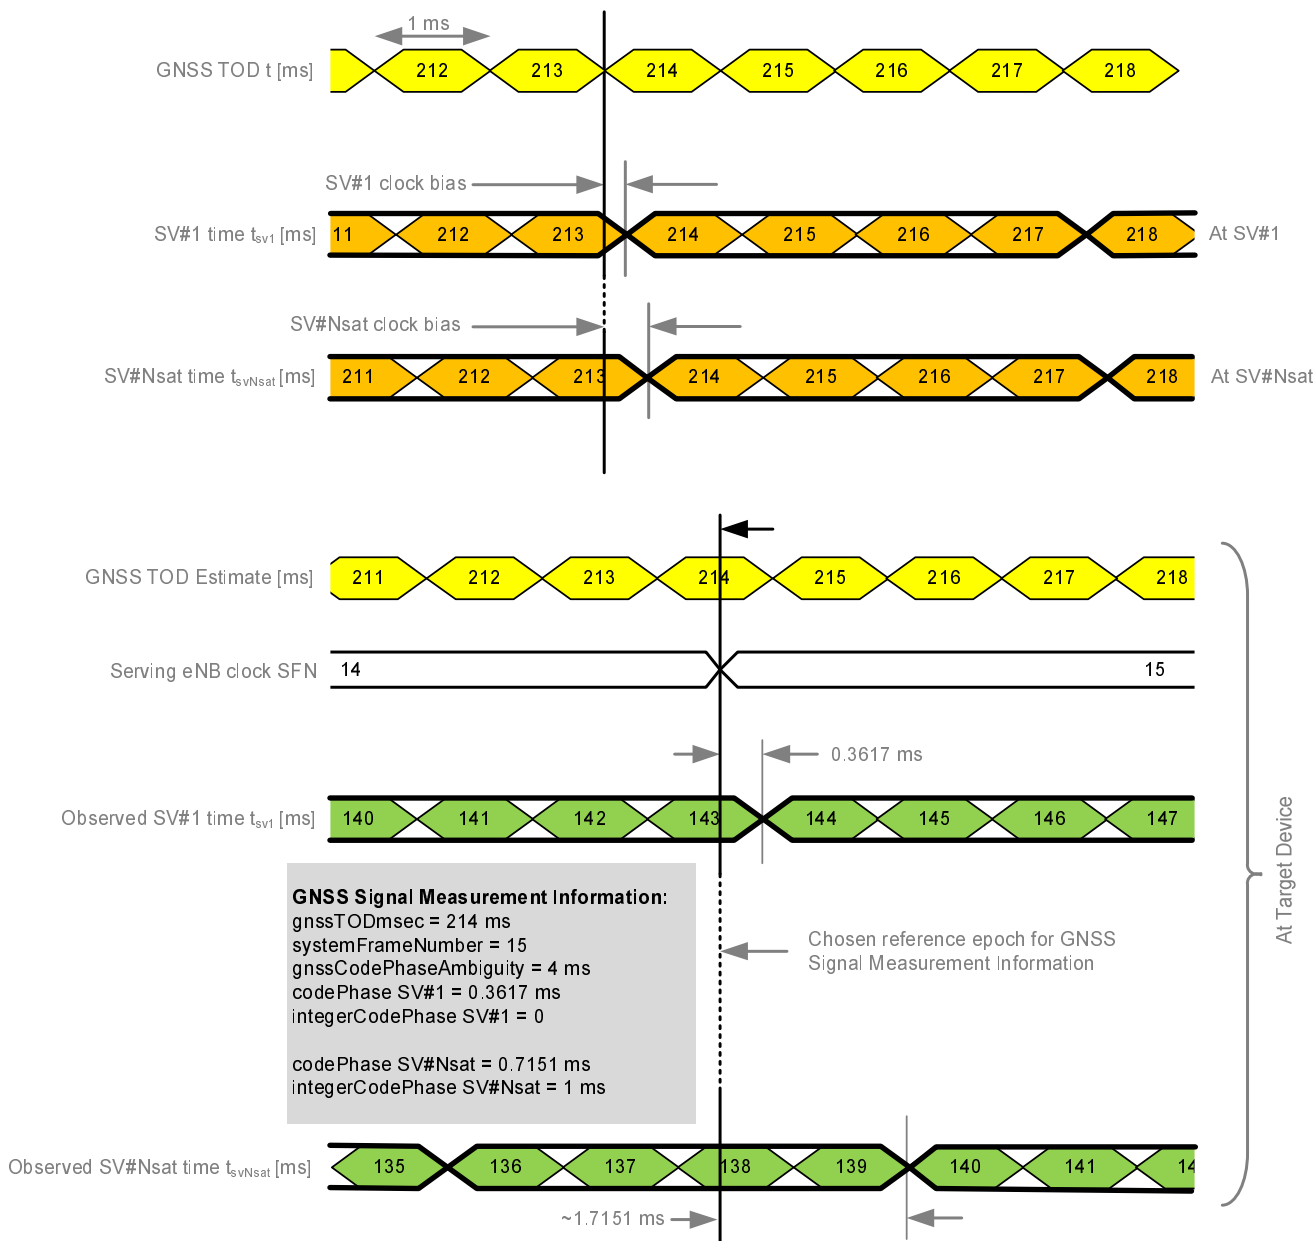 1 ms
GNSS TOD t [ms] 212 213 214 215 216 217 218
SV#1 clock bias
SV#1 time tsv1 [ms] 11 212 213 214 215 216 217 218 At SV#1
SV#Nsat clock bias
SV#Nsat time tsvNsat [ms] 211 212 213 214 215 216 217 218 At SV#Nsat
GNSS TOD Estimate [ms] 211 212 213 214 215 216 217 218
Serving eNB clock SFN 14 15
0.3617 ms
Observed SV#1 time tsv1 [ms] 140 141 142 143 144 145 146 147
At Target Device
GNSS Signal Measurement Information:
gnssTODmsec = 214 ms
systemFrameNumber = 15
gnssCodePhaseAmbiguity = 4 ms
codePhase SV#1 = 0.3617 ms
integerCodePhase SV#1 = 0
codePhase SV#Nsat = 0.7151 ms
integerCodePhase SV#Nsat = 1 ms
Chosen reference epoch for GNSS
Signal Measurement Information
Observed SV#Nsat time tsvNsat [ms] 135 136 137 138 139 140 141 14
~1.7151 ms